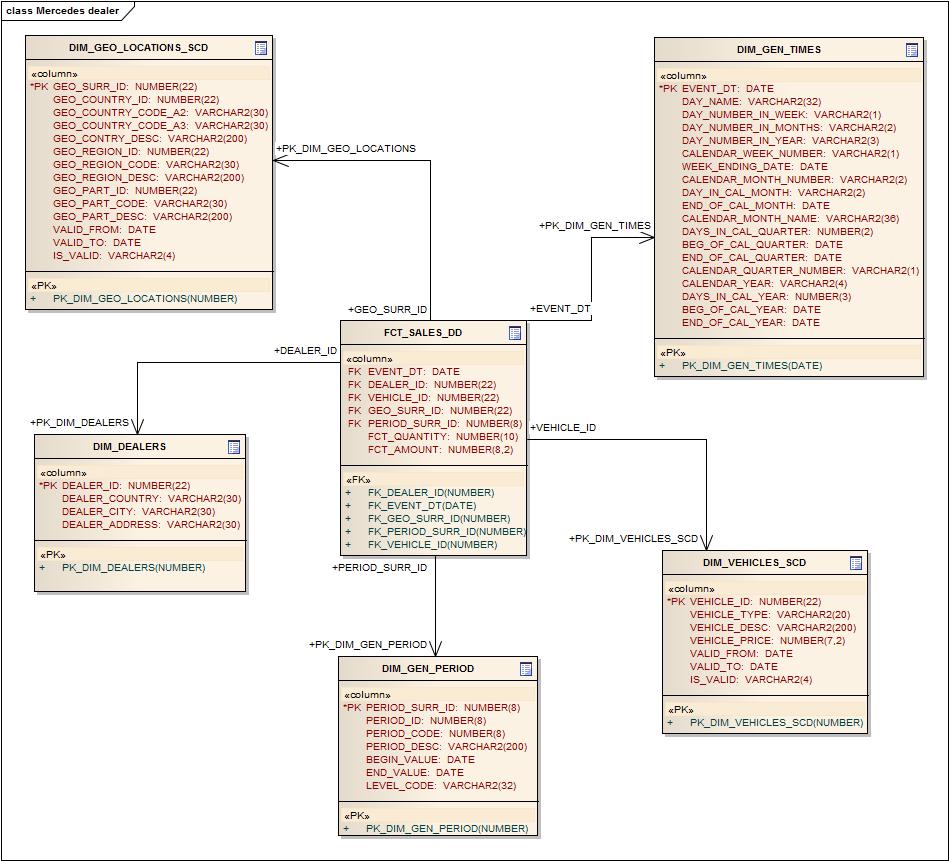 class Mercedes dealer
DIM_GEO_LOCATIONS_SCD
«column»
*PK GEO_SURR_ID: NUMBER(22)
GEO_COUNTRY_ID: NUMBER(22)
GEO_COUNTRY_CODE_A2: VARCHAR2(30)
GEO_COUNTRY_CODE_A3: VARCHAR2(30)
GEO_CONTRY_DESC: VARCHAR2(200)
GEO_REGION_ID: NUMBER(22)
GEO_REGION_CODE: VARCHAR2(30)
GEO_REGION_DESC: VARCHAR2(200)
GEO_PART_ID: NUMBER(22)
GEO_PART_CODE: VARCHAR2(30)
GEO_PART_DESC: VARCHAR2(200)
VALID_FROM: DATE
VALID_TO: DATE
IS_VALID: VARCHAR2(4)
«PK»
+ PK_DIM_GEO_LOCATIONS(NUMBER)
+PK_DIM_GEO_LOCATIONS
+GEO_SURR_ID
DIM_GEN_TIMES
«column»
*PK EVENT_DT: DATE
DAY_NAME: VARCHAR2(32)
DAY_NUMBER_IN_WEEK: VARCHAR2(1)
DAY_NUMBER_IN_MONTHS: VARCHAR2(2)
DAY_NUMBER_IN_YEAR: VARCHAR2(3)
CALENDAR_WEEK_NUMBER: VARCHAR2(1)
WEEK_ENDING_DATE: DATE
CALENDAR_MONTH_NUMBER: VARCHAR2(2)
DAY_IN_CAL_MONTH: VARCHAR2(2)
END_OF_CAL_MONTH: DATE
CALENDAR_MONTH_NAME: VARCHAR2(36)
DAYS_IN_CAL_QUARTER: NUMBER(2)
BEG_OF_CAL_QUARTER: DATE
END_OF_CAL_QUARTER: DATE
CALENDAR_QUARTER_NUMBER: VARCHAR2(1)
CALENDAR_YEAR: VARCHAR2(4)
DAYS_IN_CAL_YEAR: NUMBER(3)
BEG_OF_CAL_YEAR: DATE
END_OF_CAL_YEAR: DATE
«PK»
+ PK_DIM_GEN_TIMES(DATE)
+PK_DIM_GEN_TIMES
+EVENT_DT
FCT_SALES_DD
«column»
FK EVENT_DT: DATE
FK DEALER_ID: NUMBER(22)
FK VEHICLE_ID: NUMBER(22)
FK GEO_SURR_ID: NUMBER(22)
FK PERIOD_SURR_ID: NUMBER(8)
FCT_QUANTITY: NUMBER(10)
FCT_AMOUNT: NUMBER(8,2)
«FK»
+ FK_DEALER_ID(NUMBER)
+ FK_EVENT_DT(DATE)
+ FK_GEO_SURR_ID(NUMBER)
+ FK_PERIOD_SURR_ID(NUMBER)
+ FK_VEHICLE_ID(NUMBER)
+DEALER_ID
+PK_DIM_DEALERS
DIM_DEALERS
«column»
*PK DEALER_ID: NUMBER(22)
DEALER_COUNTRY: VARCHAR2(30)
DEALER_CITY: VARCHAR2(30)
DEALER_ADDRESS: VARCHAR2(30)
«PK»
+ PK_DIM_DEALERS(NUMBER)
+VEHICLE_ID
+PK_DIM_VEHICLES_SCD
DIM_VEHICLES_SCD
«column»
*PK VEHICLE_ID: NUMBER(22)
VEHICLE_TYPE: VARCHAR2(20)
VEHICLE_DESC: VARCHAR2(200)
VEHICLE_PRICE: NUMBER(7,2)
VALID_FROM: DATE
VALID_TO: DATE
IS_VALID: VARCHAR2(4)
«PK»
+ PK_DIM_VEHICLES_SCD(NUMBER)
+PERIOD_SURR_ID
+PK_DIM_GEN_PERIOD
DIM_GEN_PERIOD
«column»
*PK PERIOD_SURR_ID: NUMBER(8)
PERIOD_ID: NUMBER(8)
PERIOD_CODE: NUMBER(8)
PERIOD_DESC: VARCHAR2(200)
BEGIN_VALUE: DATE
END_VALUE: DATE
LEVEL_CODE: VARCHAR2(32)
«PK»
+ PK_DIM_GEN_PERIOD(NUMBER)